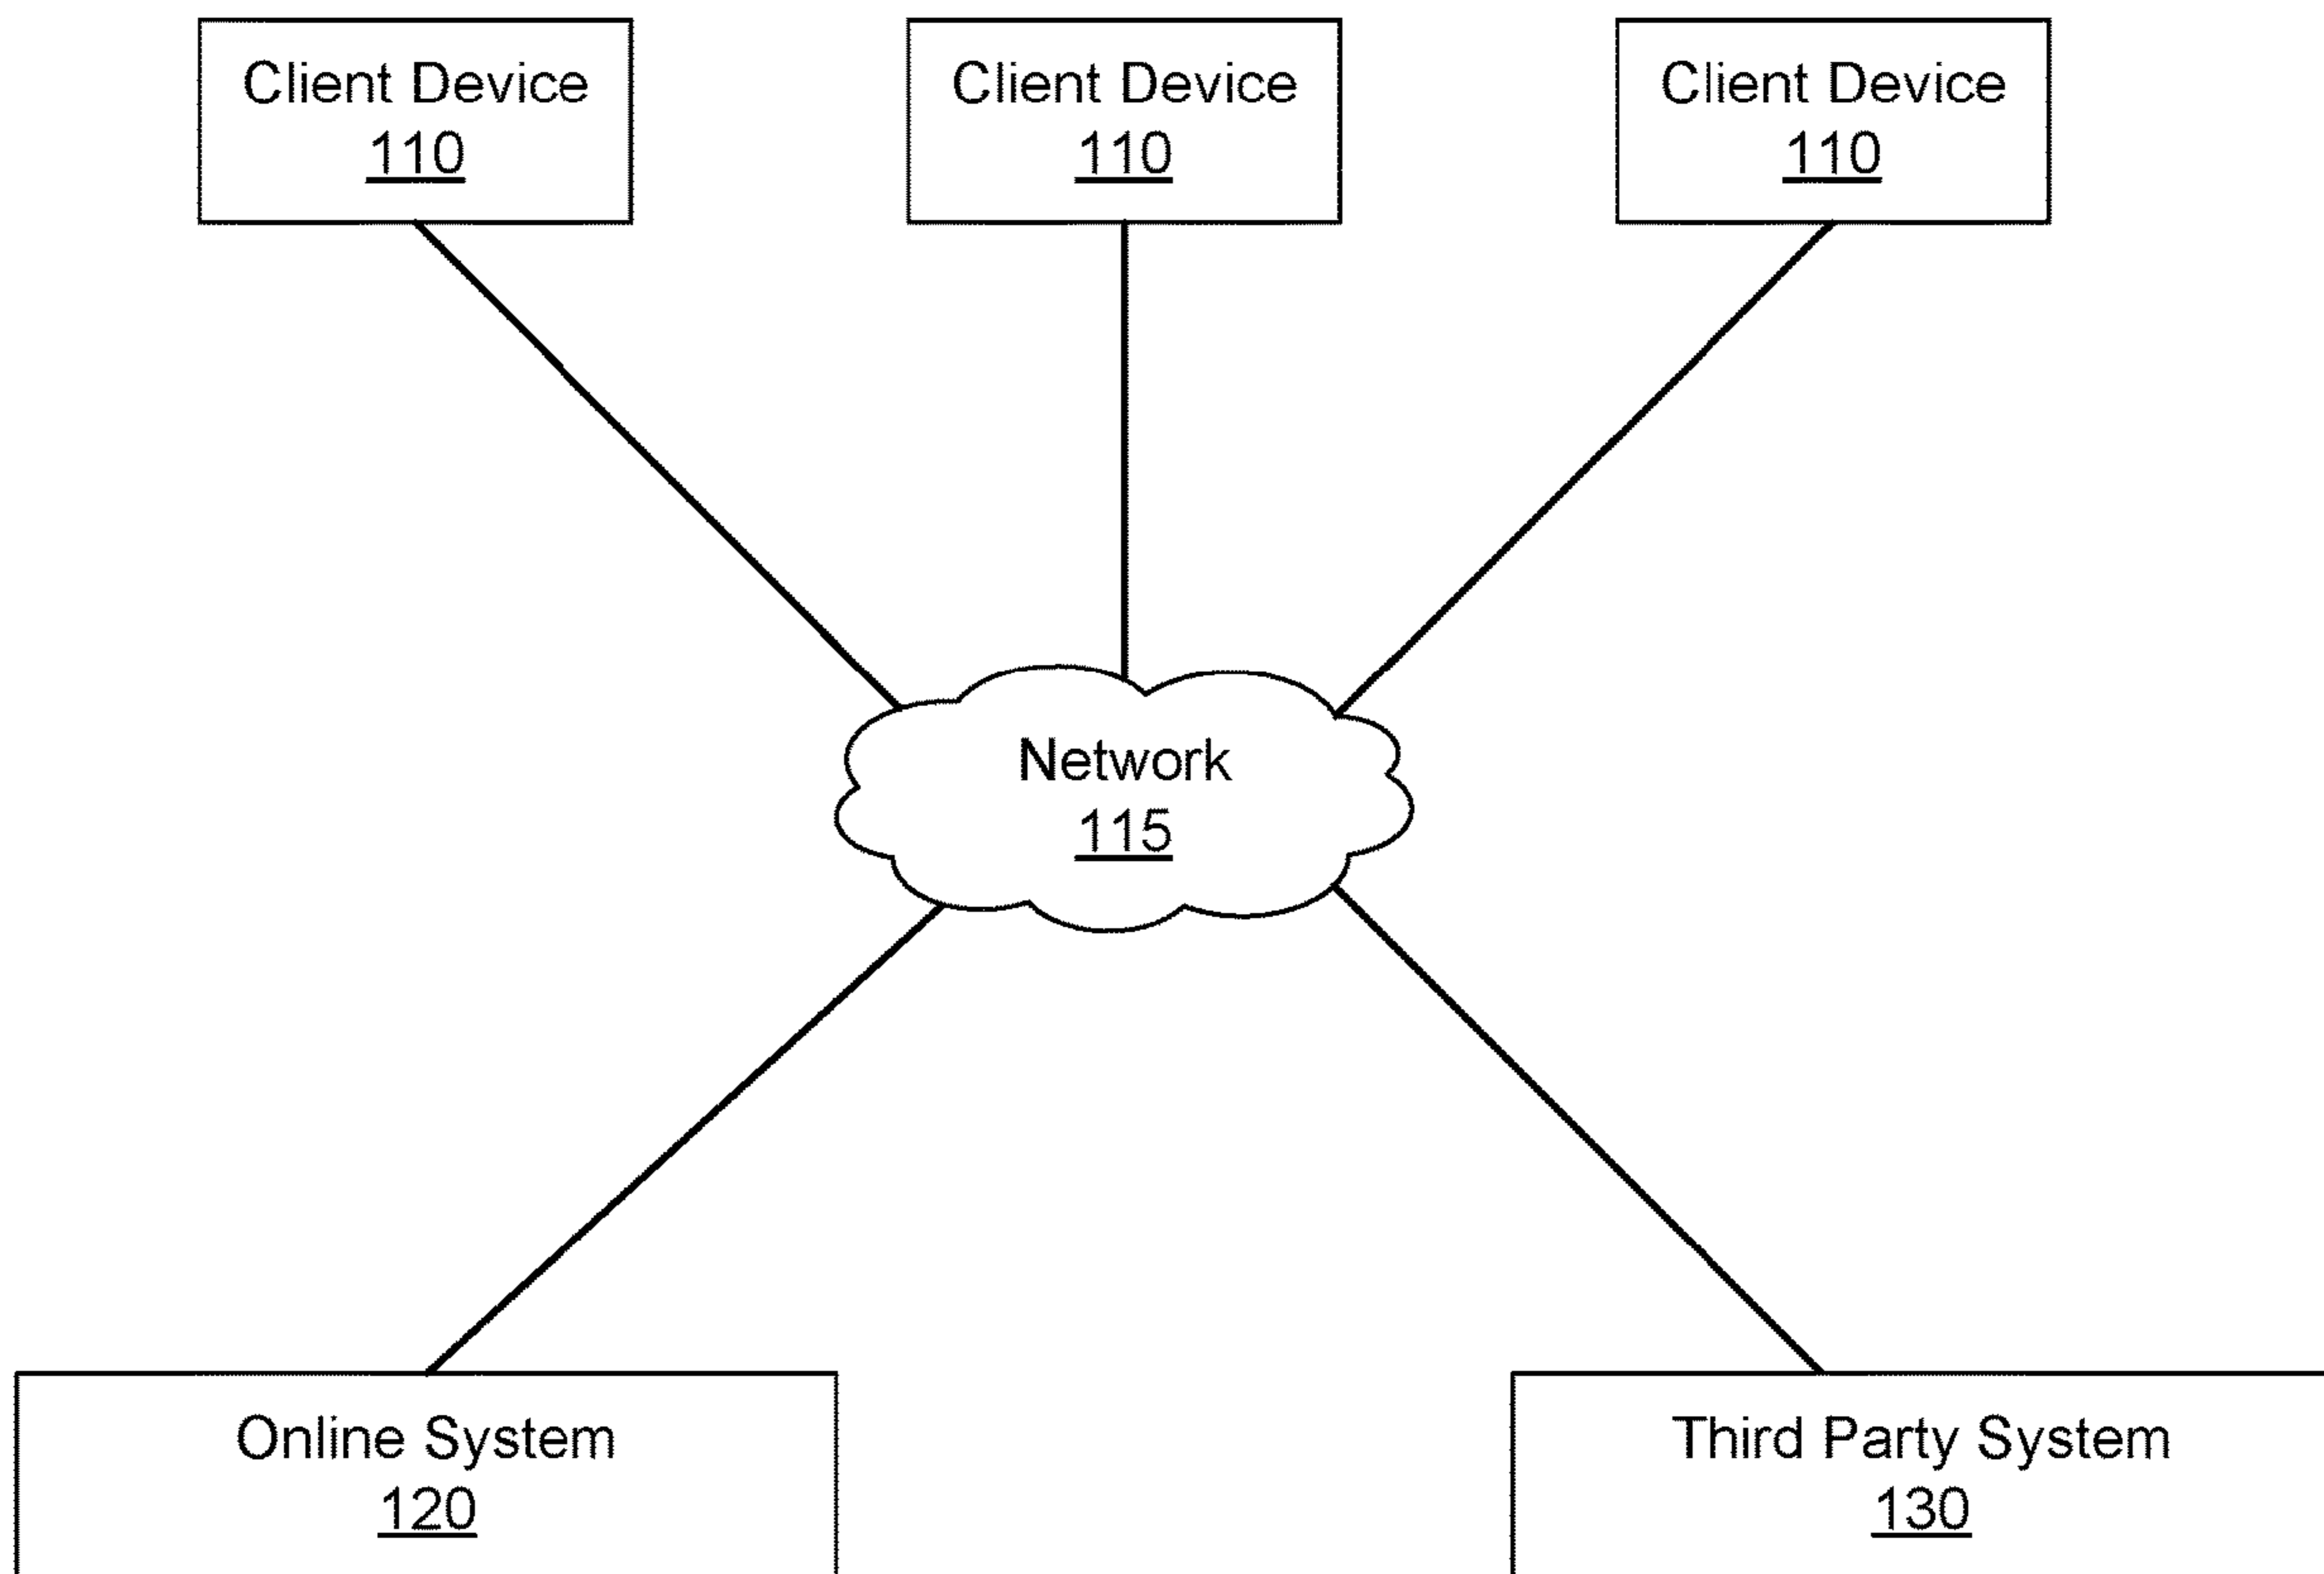 Client Device
110
Client Device
110
Client Device
110
Network
115
Online System
120
Third Party System
130